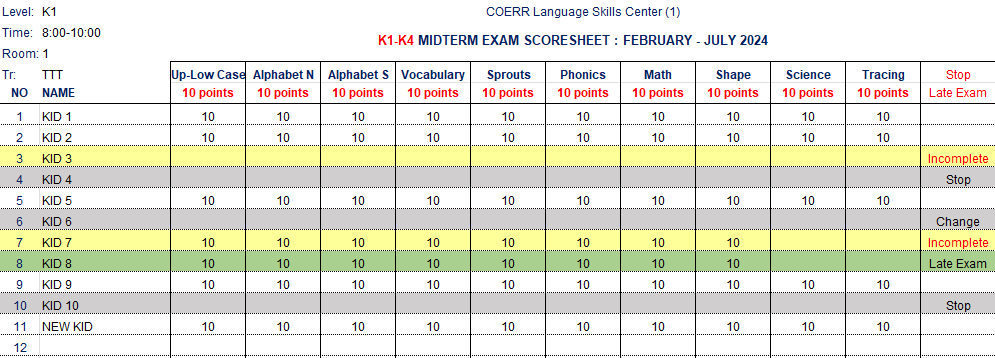 Level: K1 COERR Language Skills Center (1)
Time: 8:00-10:00
K1-K4 MIDTERM EXAM SCORESHEET : FEBRUARY - JULY 2024
Room: 1
Tr: TTT Up-Low Case Alphabet N Alphabet S Vocabulary Sprouts Phonics Math Shape Science Tracing Stop
NO NAME 10 points 10 points 10 points 10 points 10 points 10 points 10 points 10 points 10 points 10 points Late Exam
1 KID 1 10 10 10 10 10 10 10 10 10 10
2 KID 2 10 10 10 10 10 10 10 10 10 10
3 KID 3 Incomplete
4 KID 4 Stop
5 KID 5 10 10 10 10 10 10 10 10 10 10
6 KID 6 Change
7 KID 7 10 10 10 10 10 10 10 10 Incomplete
8 KID 8 10 10 10 10 10 10 10 10 Late Exam
9 KID 9 10 10 10 10 10 10 10 10 10 10
10 KID 10 Stop
11 NEW KID 10 10 10 10 10 10 10 10 10 10
12